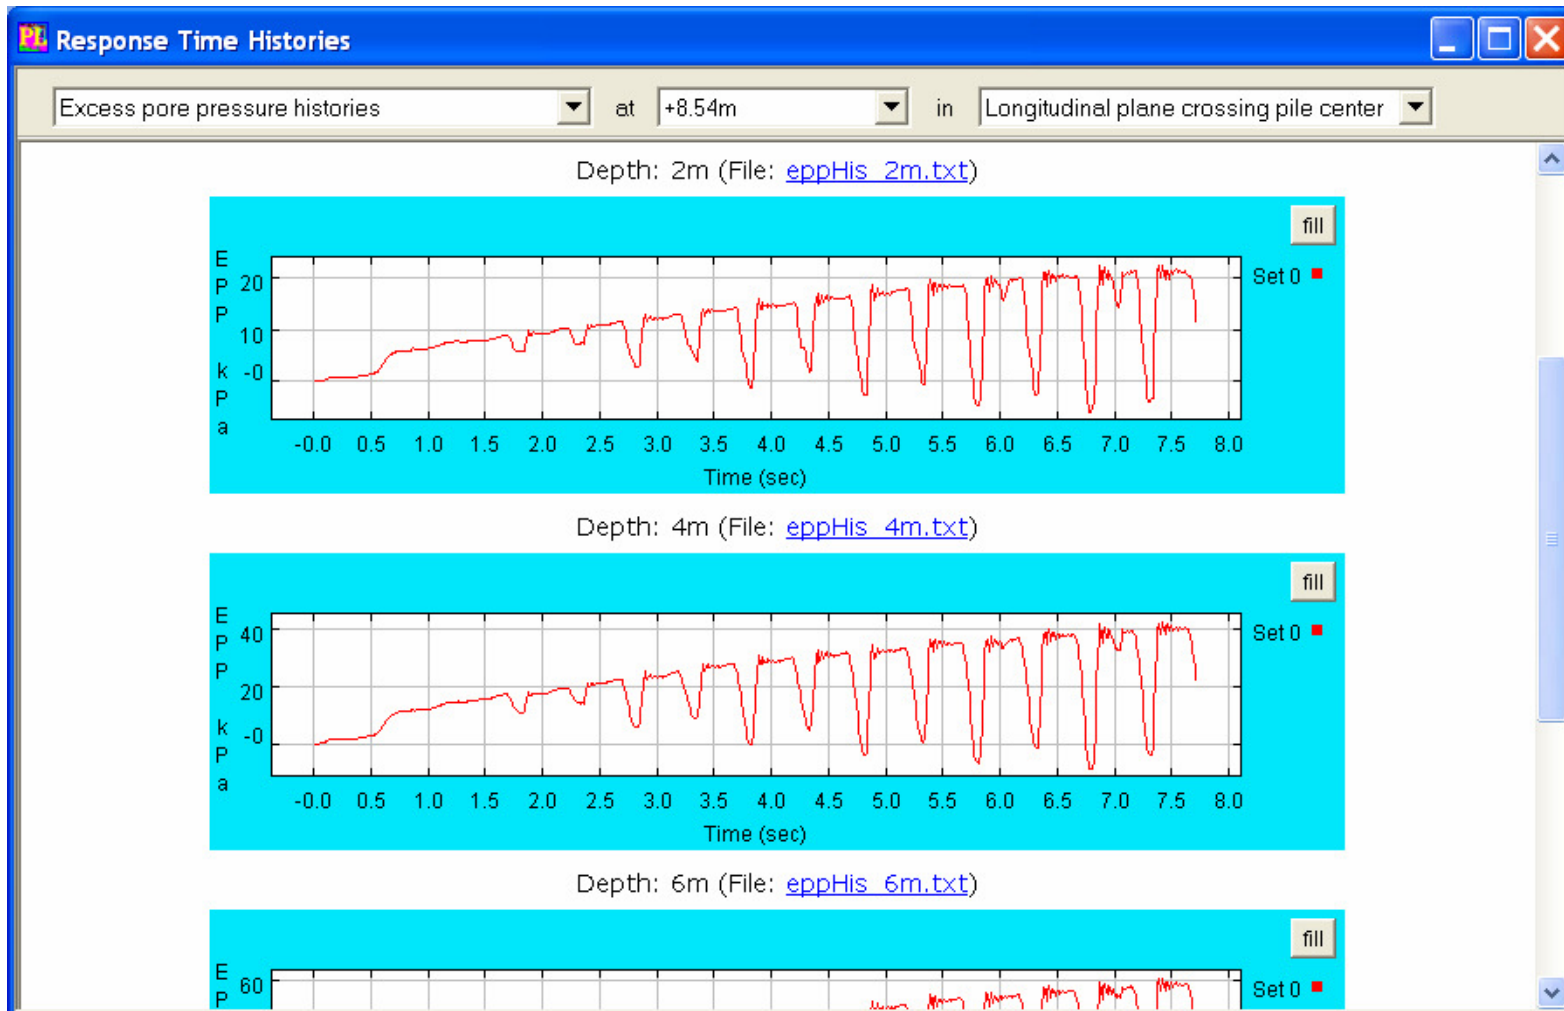 PL Response Time Histories
Excess pore pressure histories at +8.54m in Longitudinal plane crossing pile center
Depth: 2m (File: eppHis_2m.txt)
fill
EPP kPa
20
10
-0
Set 0
-0.0 0.5 1.0 1.5 2.0 2.5 3.0 3.5 4.0 4.5 5.0 5.5 6.0 6.5 7.0 7.5 8.0
Time (sec)
Depth: 4m (File: eppHis_4m.txt)
fill
EPP kPa
40
20
-0
Set 0
-0.0 0.5 1.0 1.5 2.0 2.5 3.0 3.5 4.0 4.5 5.0 5.5 6.0 6.5 7.0 7.5 8.0
Time (sec)
Depth: 6m (File: eppHis_6m.txt)
fill
EP
60
Set 0